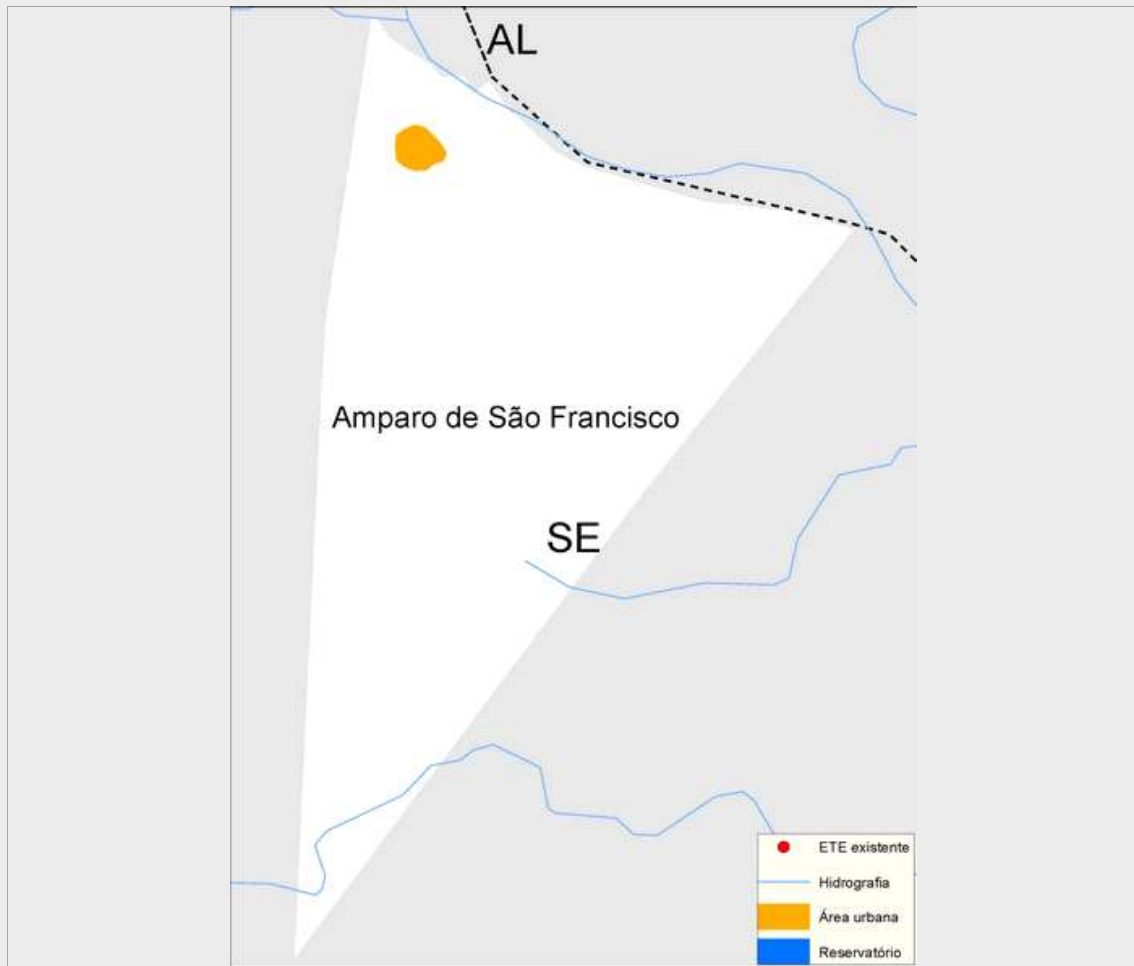 AL
Amparo de São Francisco
SE
ETE existente
Hidrografia
Área urbana
Reservatório